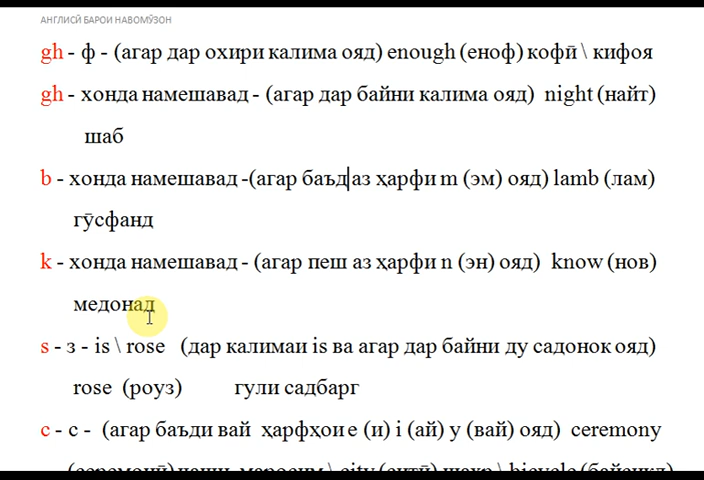 АНГЛИСӢ БАРОИ НАВОМӮЗОН
gh - ф - (агар дар охири калима ояд) enough (еноф) кофӣ \ кифоя
gh - хонда намешавад - (агар дар байни калима ояд) night (найт)
шаб
b - хонда намешавад -(агар баъд аз ҳарфи m (эм) ояд) lamb (лам)
гӯсфанд
k - хонда намешавад - (агар пеш аз ҳарфи n (эн) ояд) know (нов)
медонад
s - з - is \ rose (дар калимаи is ва агар дар байни ду садонок ояд)
rose (роуз) гули садбарг
c - с - (агар баъди вай ҳарфҳои e (и) i (ай) y (вай) ояд) ceremony